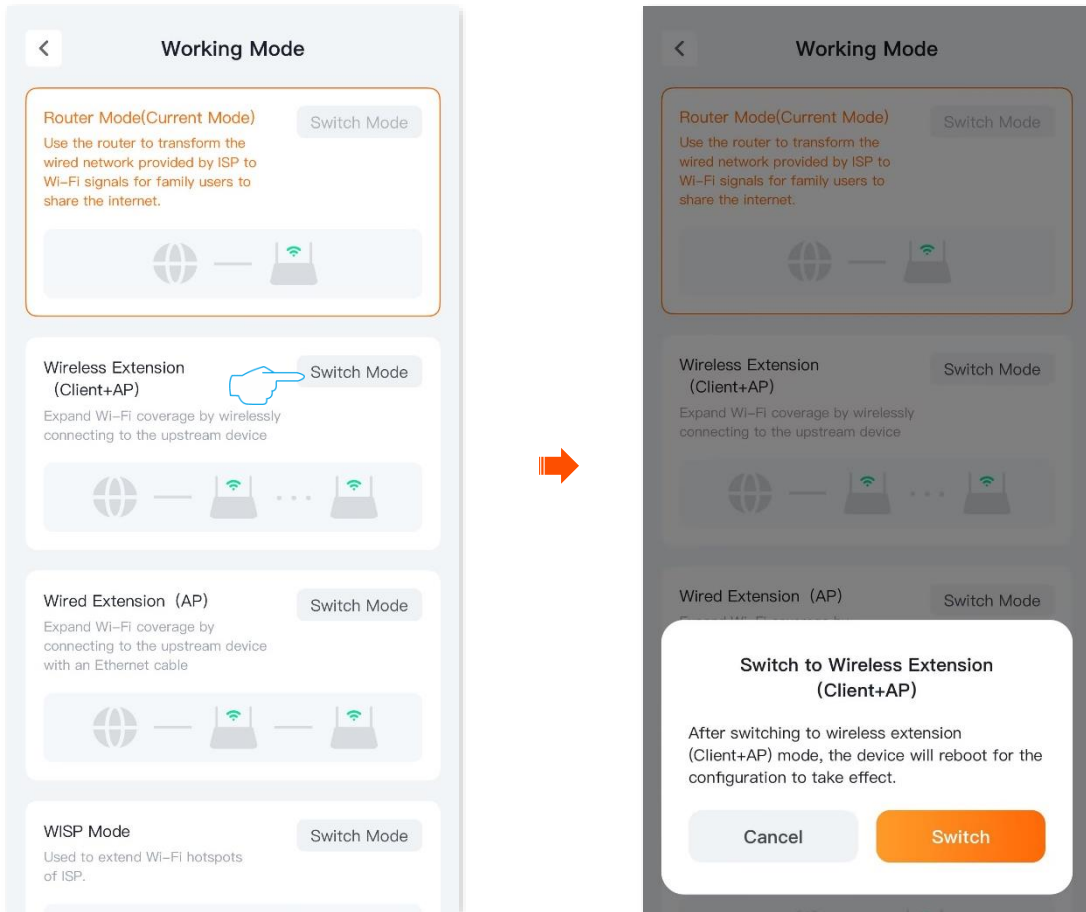 Working Mode
Router Mode(Current Mode)
Switch Mode
Use the router to transform the
wired network provided by ISP to
Wi-Fi signals for family users to
share the internet.
Wireless Extension
(Client+AP)
Switch Mode
Expand Wi-Fi coverage by wirelessly
connecting to the upstream device
Wired Extension (AP)
Switch Mode
Expand Wi-Fi coverage by
connecting to the upstream device
with an Ethernet cable
WISP Mode
Switch Mode
Used to extend Wi-Fi hotspots
of ISP.
Working Mode
Router Mode(Current Mode)
Switch Mode
Use the router to transform the
wired network provided by ISP to
Wi-Fi signals for family users to
share the internet.
Wireless Extension
(Client+AP)
Switch Mode
Expand Wi-Fi coverage by wirelessly
connecting to the upstream device
Wired Extension (AP)
Switch Mode
Switch to Wireless Extension
(Client+AP)
After switching to wireless extension
(Client+AP) mode, the device will reboot for the
configuration to take effect.
Cancel
Switch